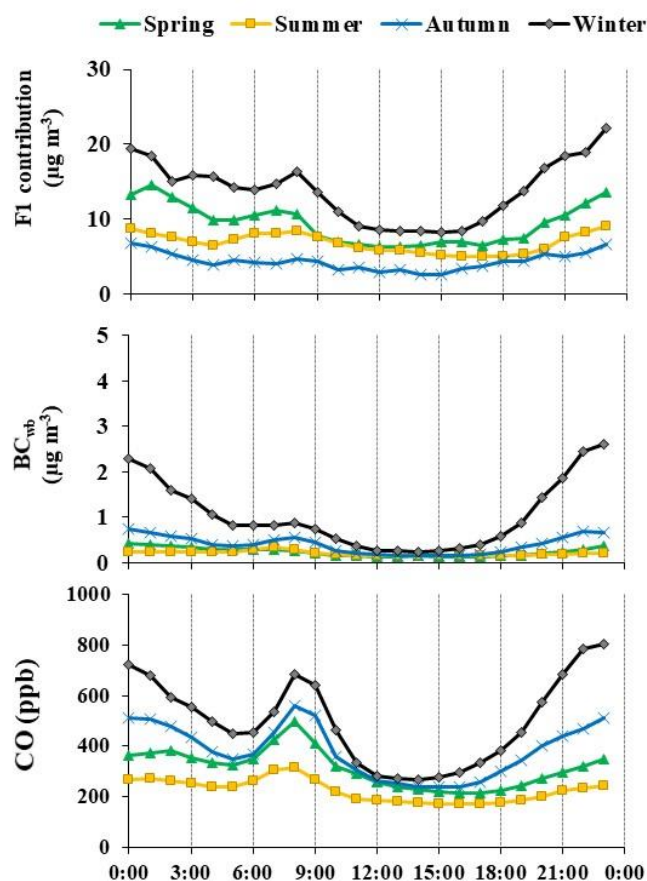 Spring Summer Autumn Winter
F1 contribution
(µg m-3)
30
20
10
0
BCwb
(µg m-3)
5
4
3
2
1
0
CO (ppb)
1000
800
600
400
200
0
0:00 3:00 6:00 9:00 12:00 15:00 18:00 21:00 0:00